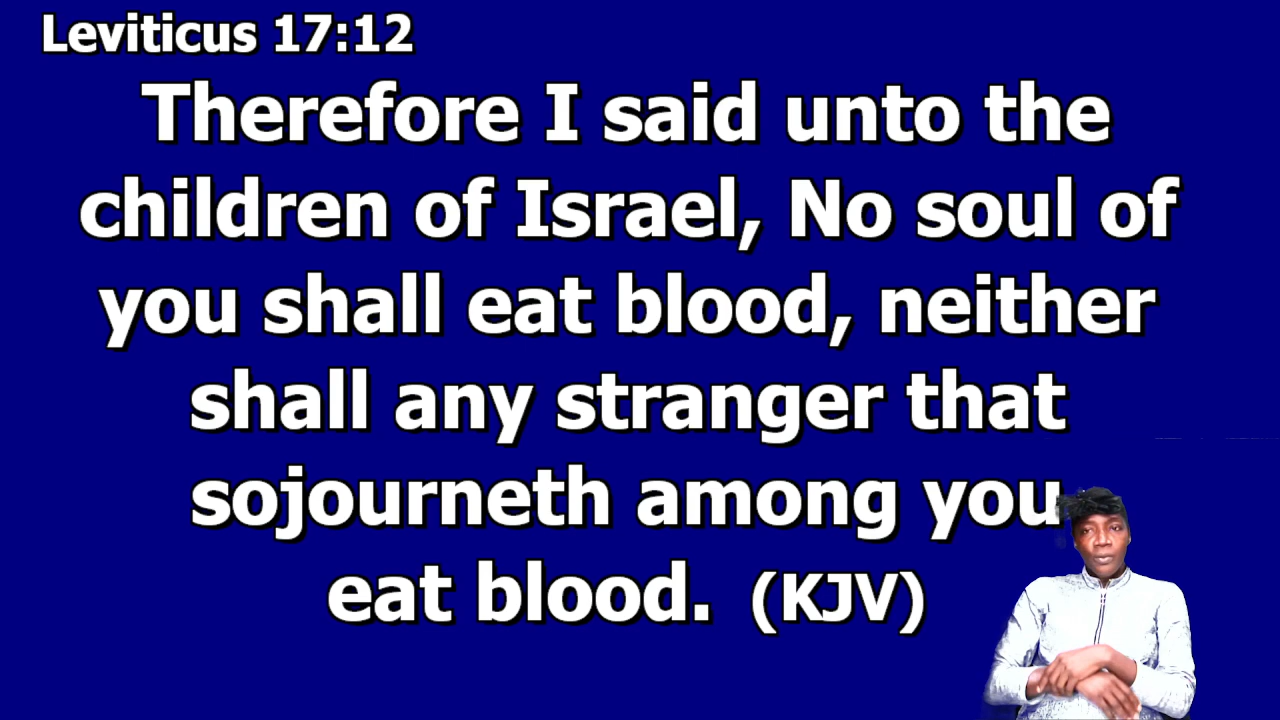 Leviticus 17:12
Therefore I said unto the
children of Israel, No soul of
you shall eat blood, neither
shall any stranger that
sojourneth among you
eat blood. (KJV)